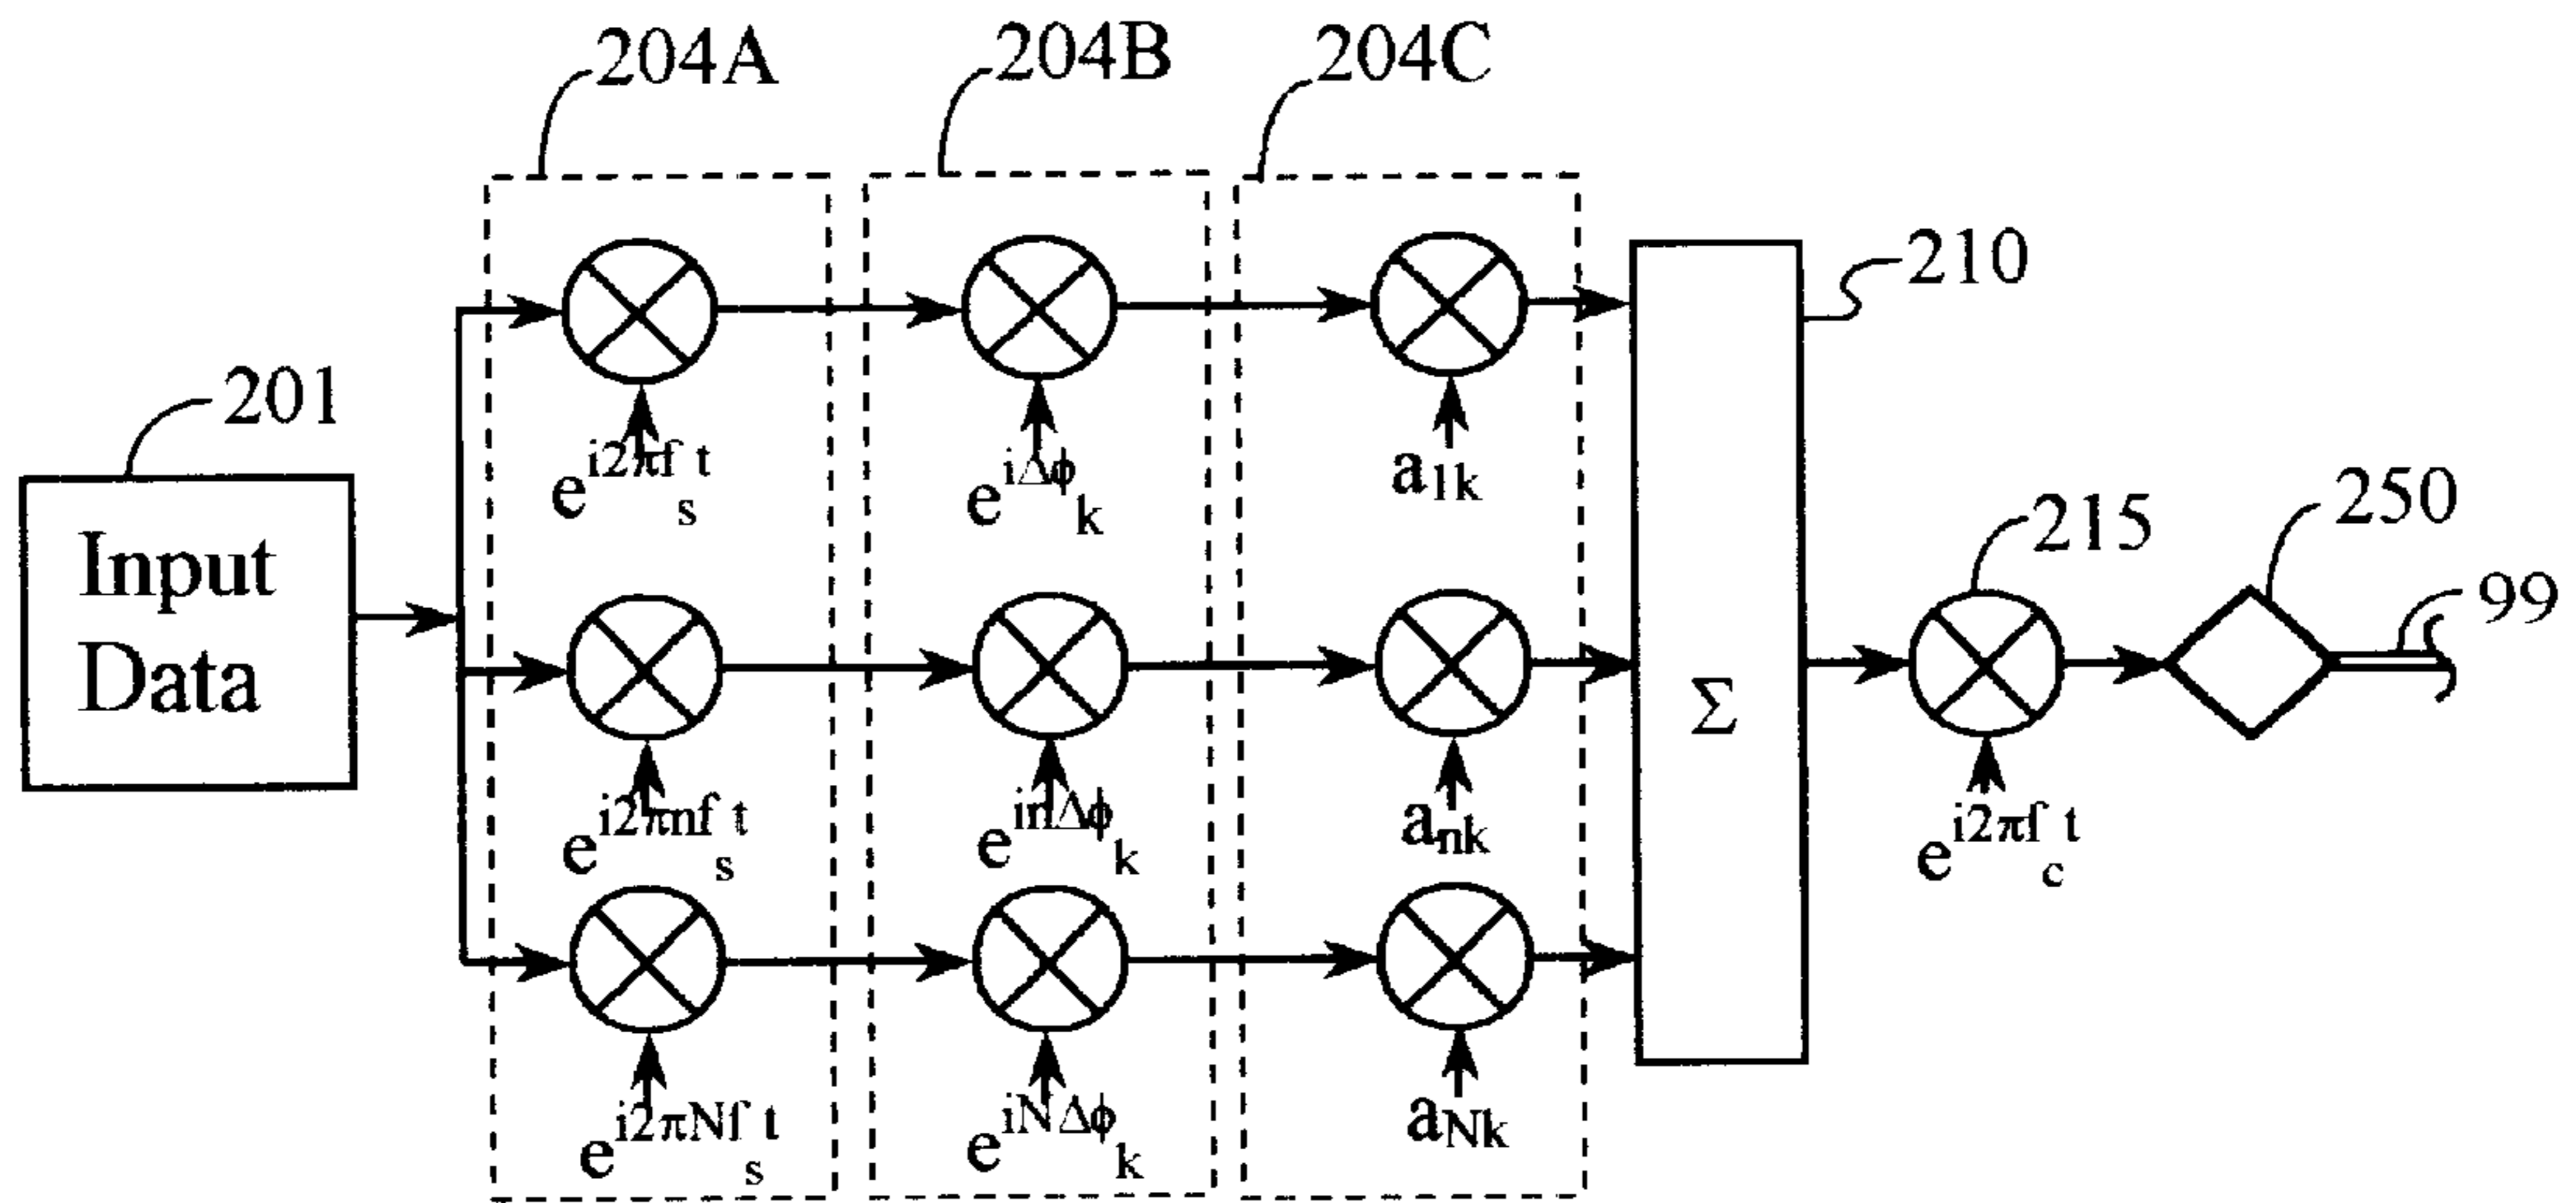 204A 204B 204C
210
201
Input
Data
e^{i2πf_s t} e^{iΔϕ_k} a_{1k}
250
215
99
Σ
e^{i2πnf_s t} e^{inΔϕ_k} a_{nk} e^{i2πf_c t}
e^{i2πNf_s t} e^{iNΔϕ_k} a_{Nk}